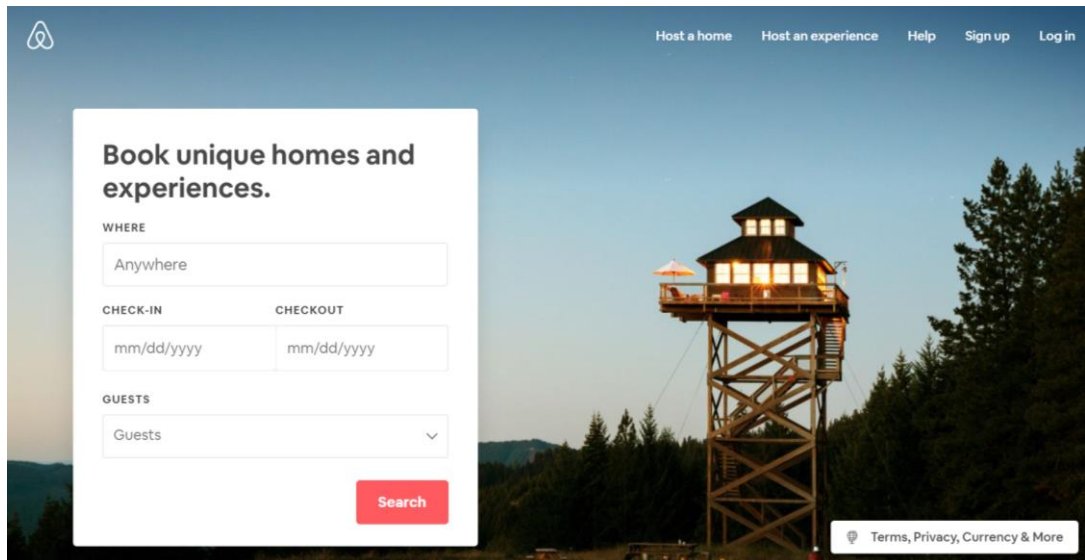 Host a home Host an experience Help Sign up Log in
Book unique homes and
experiences.
WHERE
Anywhere
CHECK-IN CHECKOUT
mm/dd/yyyy mm/dd/yyyy
GUESTS
Guests
Search
Terms, Privacy, Currency & More